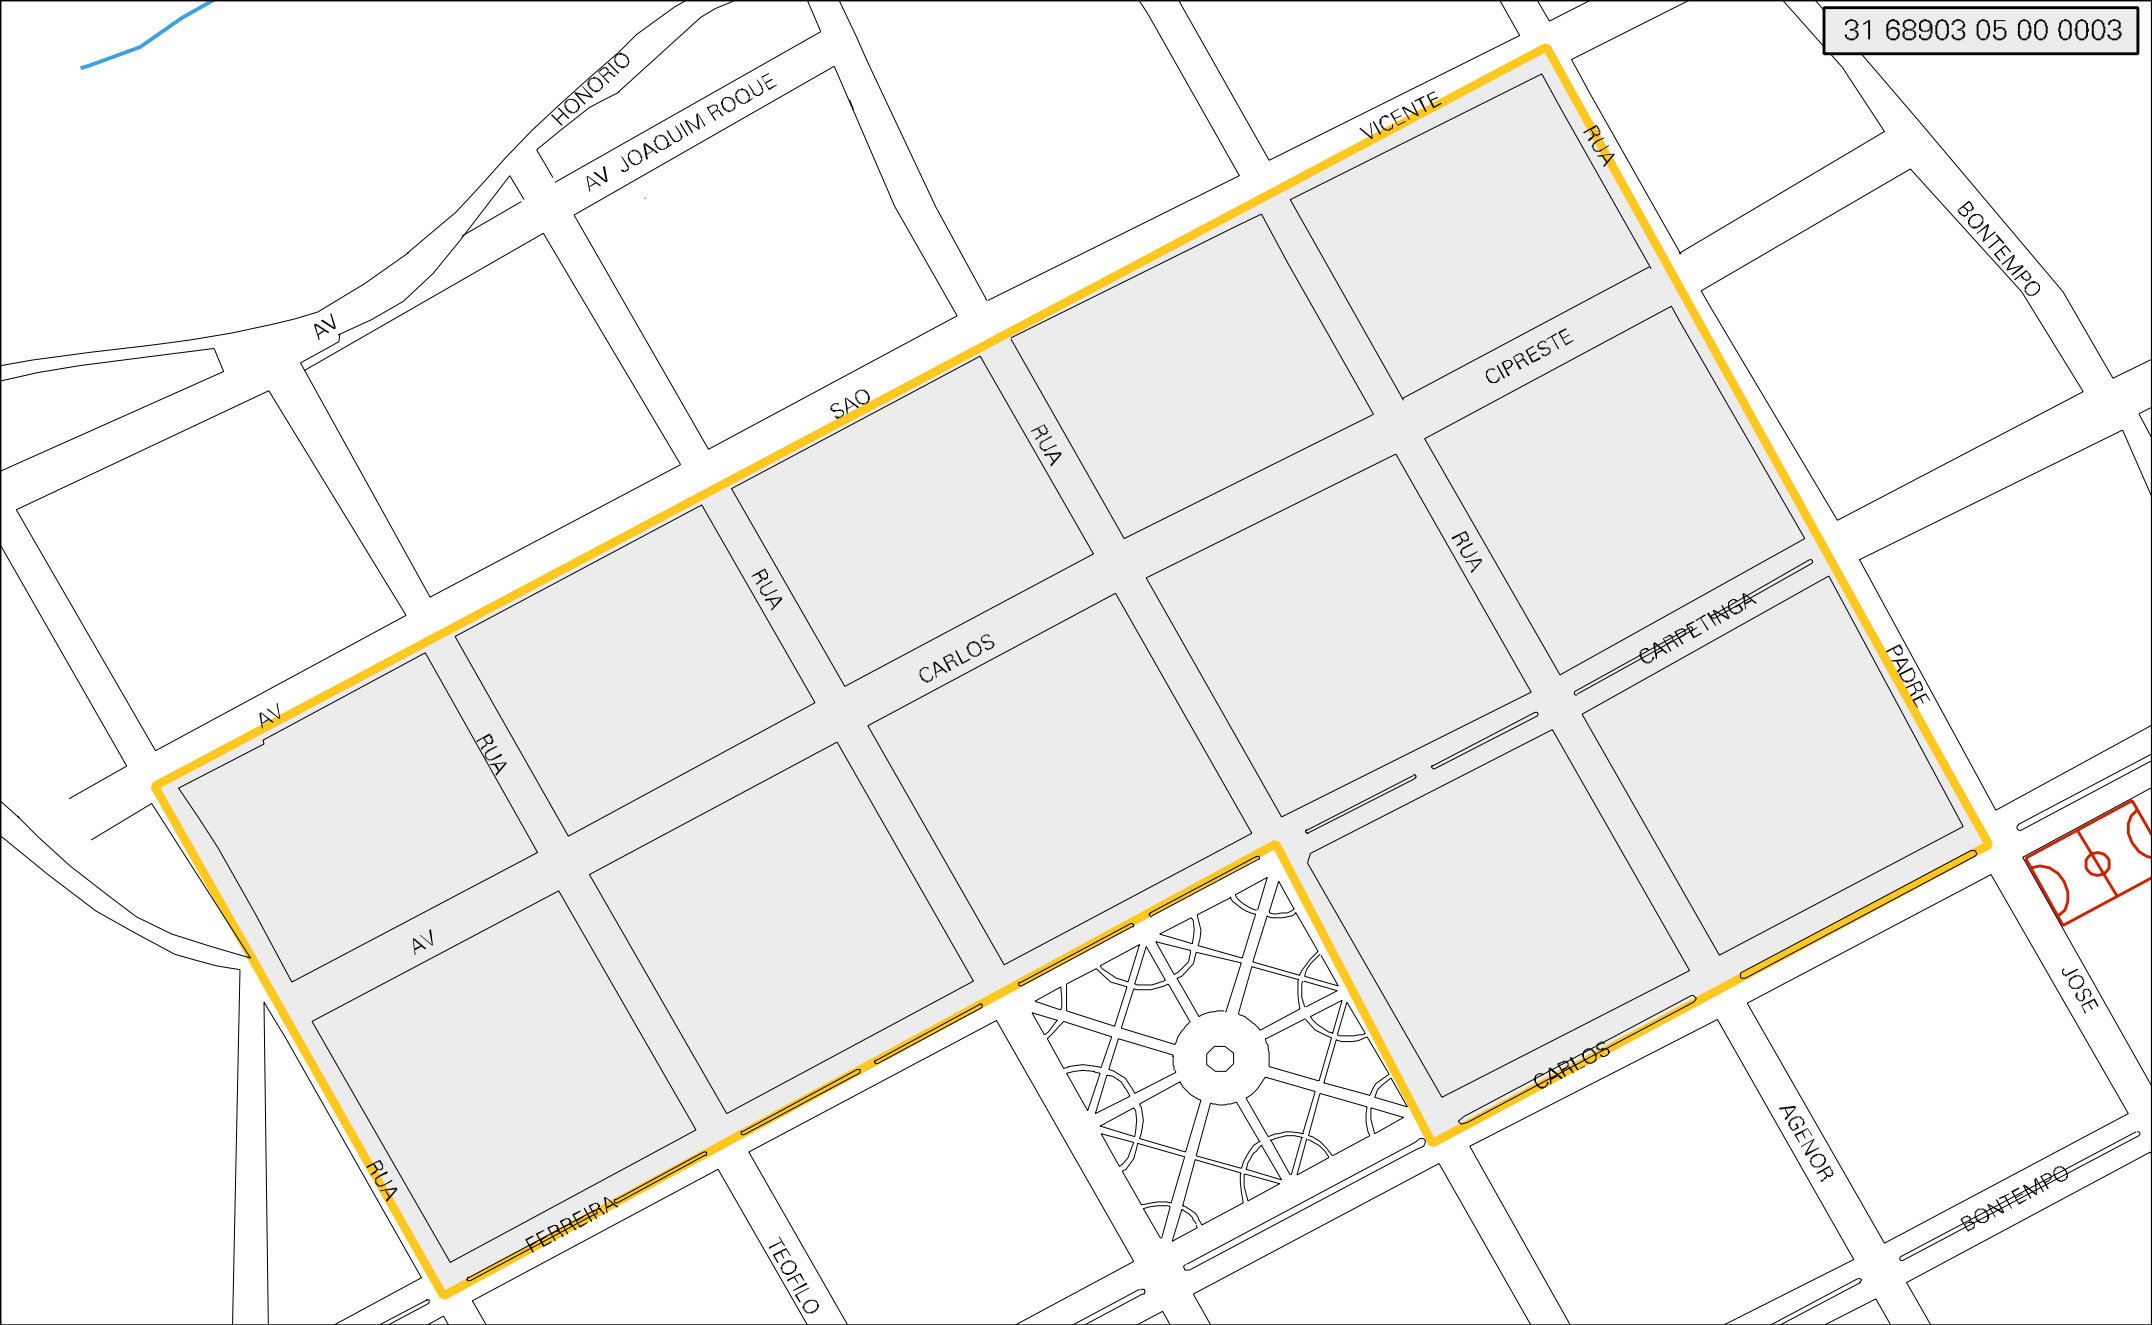 31 68903 05 00 0003
HONORIO
AV JOAQUIM ROQUE
VICENTE
RUA
BONTEMPO
AV
CIPRESTE
SAO
RUA
RUA
RUA
CARPETINGA
CARLOS
PADRE
AV
RUA
AV
JOSE
CARLOS
AGENOR
RUA
FERREIRA
BONTEMPO
TEOFILO